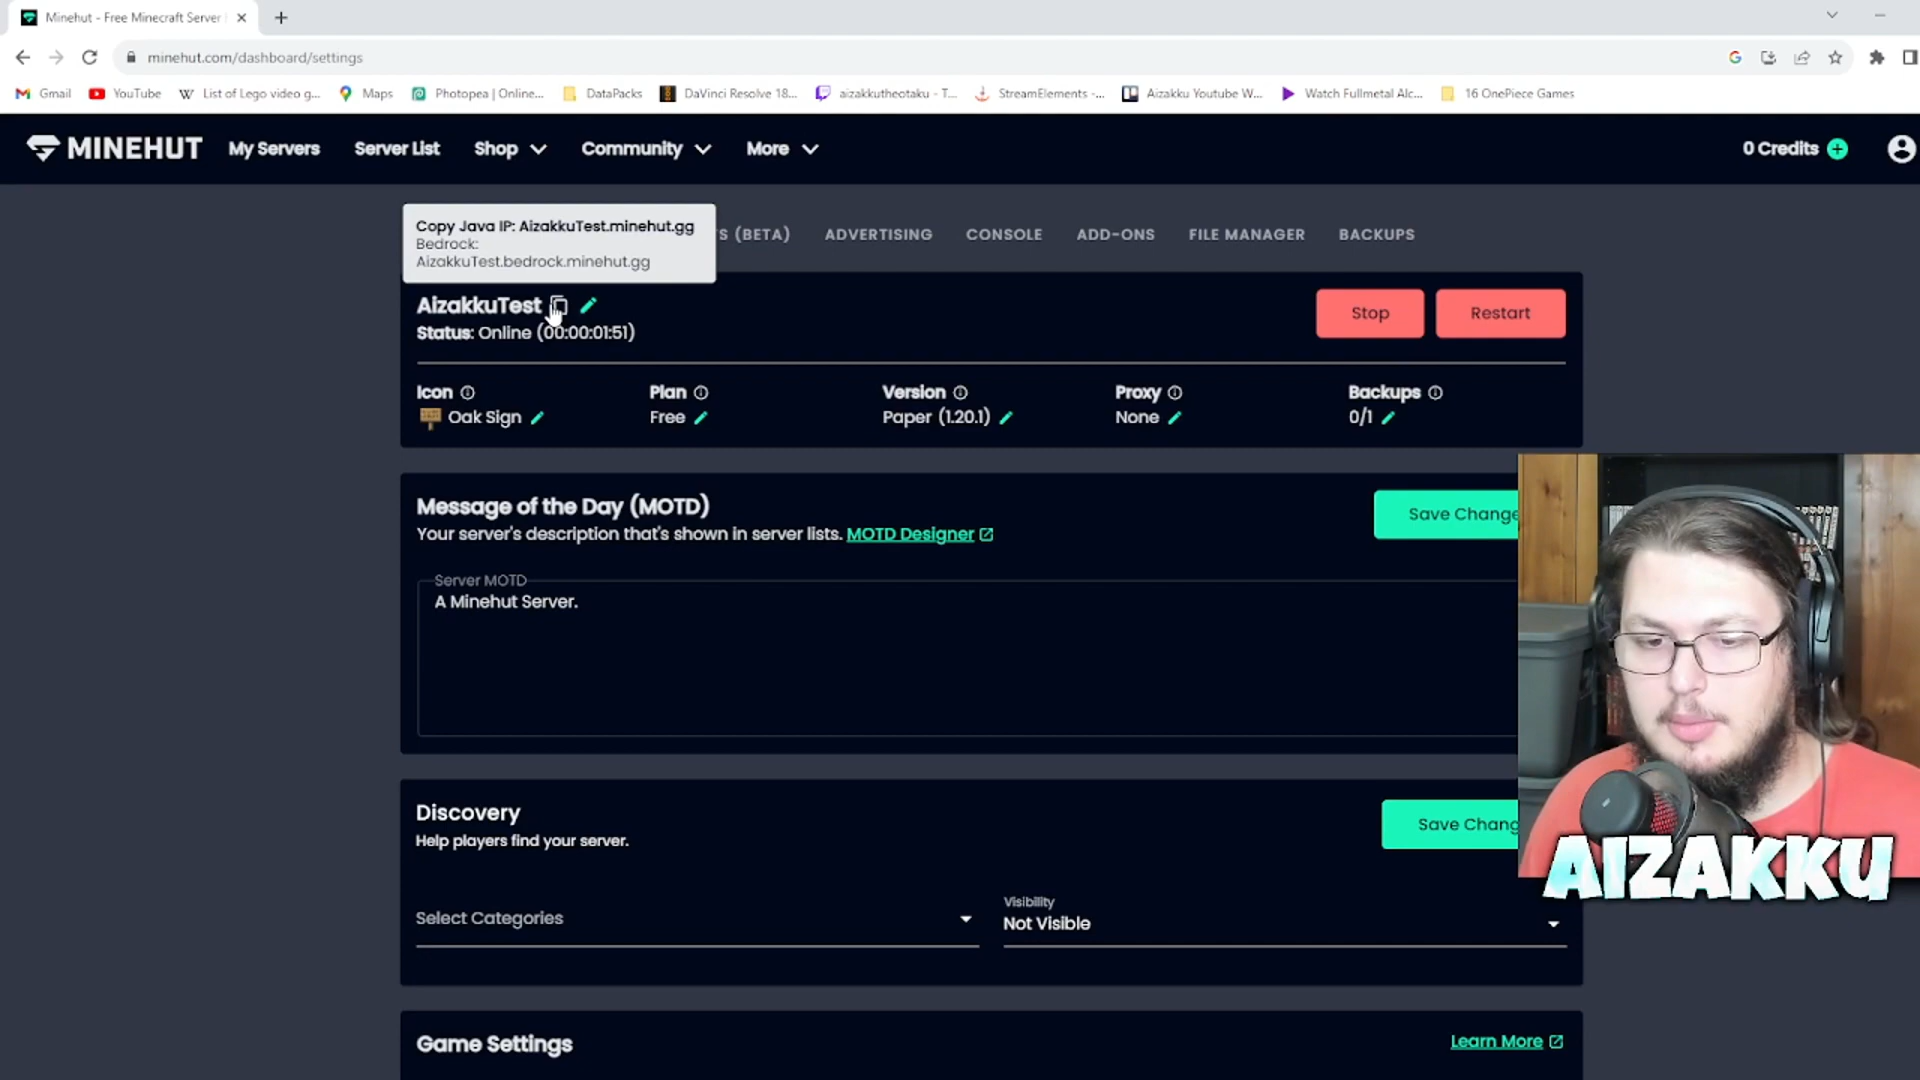 Minehut - Free Minecraft Server
minehut.com/dashboard/settings
Gmail YouTube List of Lego video g... Maps Photopea | Online... DataPacks DaVinci Resolve 18... aizakkutheotaku - T... StreamElements -... Aizakku Youtube W... Watch Fullmetal Alc... 16 OnePiece Games
MINEHUT My Servers Server List Shop Community More 0 Credits
Copy Java IP: AizakkuTest.minehut.gg
Bedrock:
AizakkuTest.bedrock.minehut.gg
S (BETA) ADVERTISING CONSOLE ADD-ONS FILE MANAGER BACKUPS
AizakkuTest
Status: Online (00:00:01:51)
Stop Restart
Icon Plan Version Proxy Backups
Oak Sign Free Paper (1.20.1) None 0/1
Message of the Day (MOTD)
Your server's description that's shown in server lists. MOTD Designer
Save Change
Server MOTD
A Minehut Server.
Discovery
Help players find your server.
Save Chang
Select Categories
Visibility
Not Visible
AIZAKKU
Game Settings
Learn More